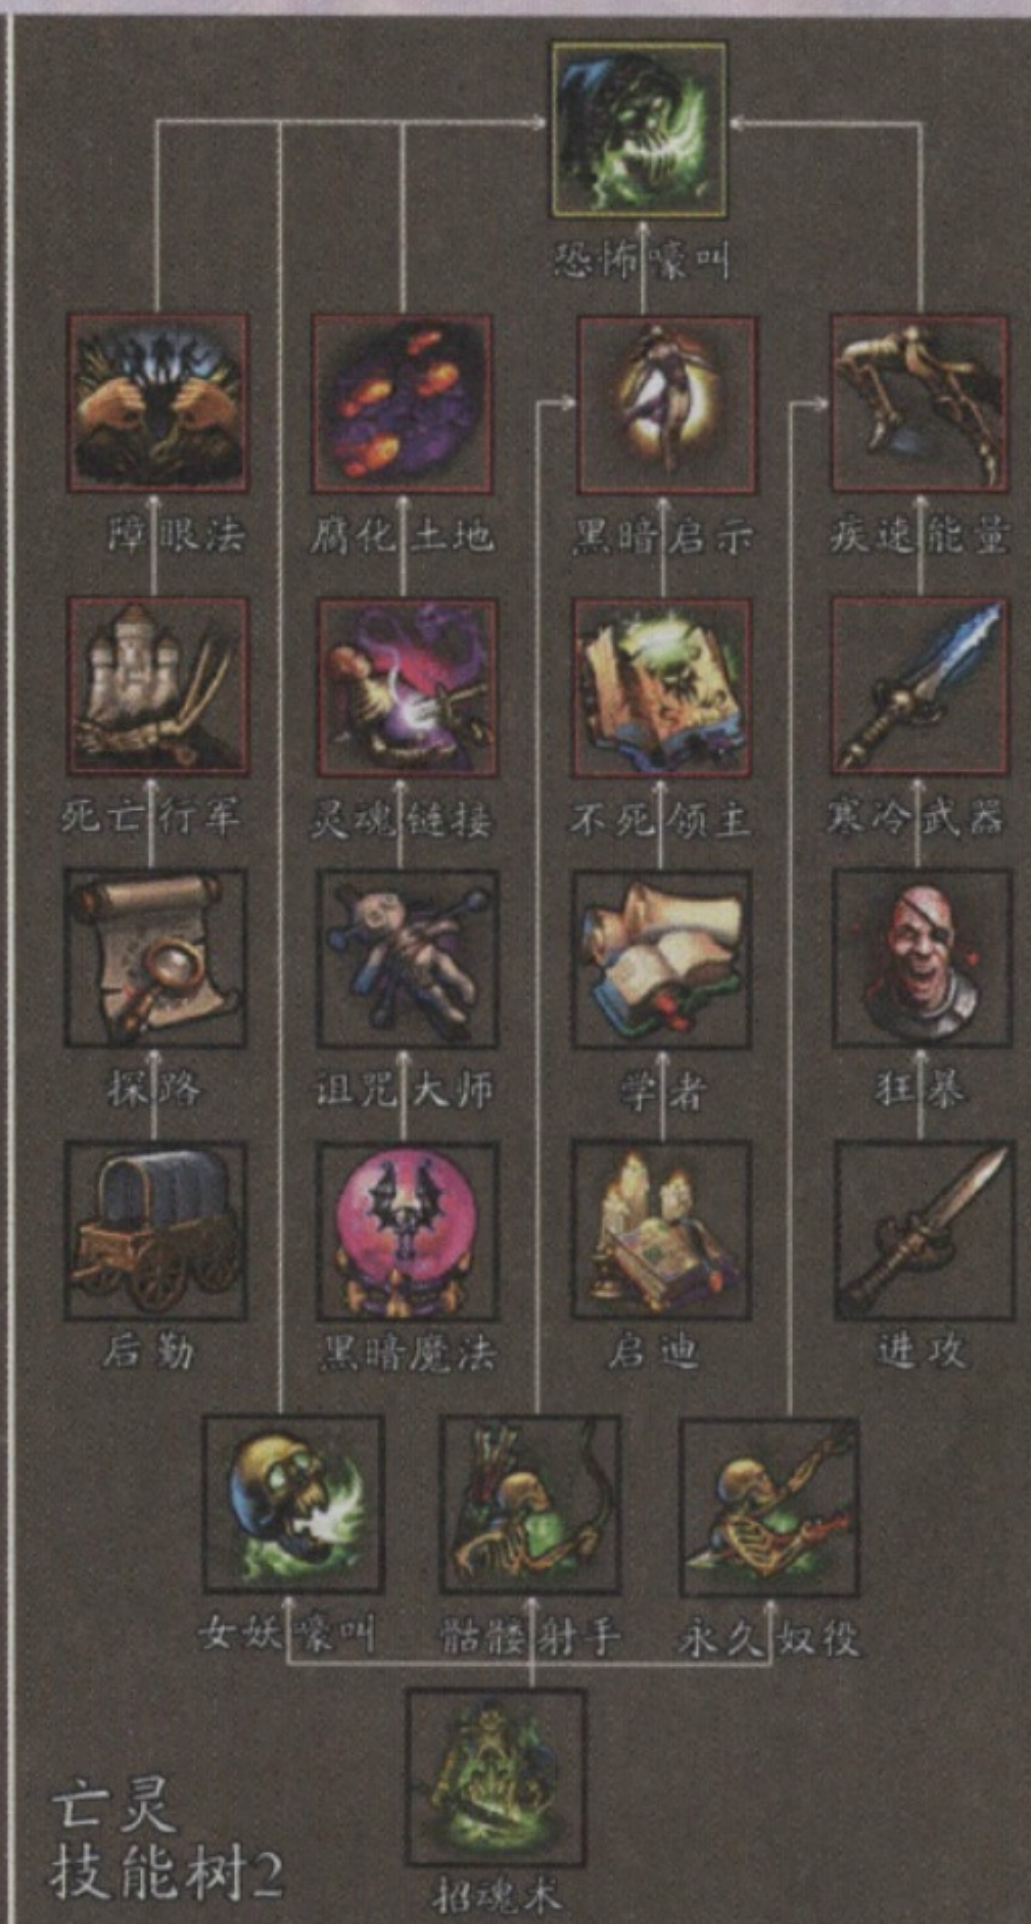 恐怖嚎叫
障眼法 腐化土地 黑暗启示 疾速能量
死亡行军 灵魂链接 不死领主 寒冷武器
探路 诅咒大师 学者 狂暴
后勤 黑暗魔法 启迪 进攻
女妖嚎叫 骷髅射手 永久奴役
招魂术
亡灵
技能树2